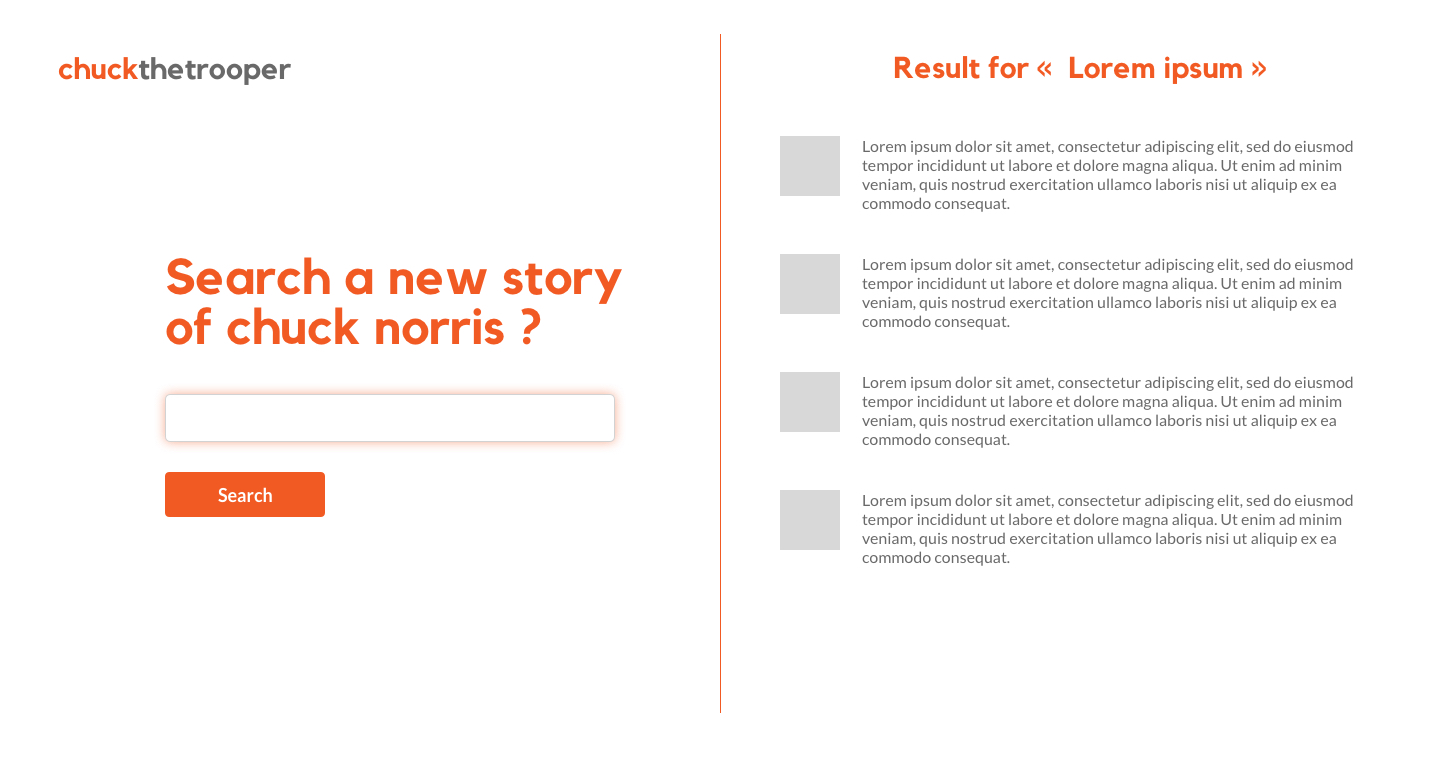 chuckthetrooper
Search a new story
of chuck norris ?
Search
Result for «  Lorem ipsum »
Lorem ipsum dolor sit amet, consectetur adipiscing elit, sed do eiusmod
tempor incididunt ut labore et dolore magna aliqua. Ut enim ad minim
veniam, quis nostrud exercitation ullamco laboris nisi ut aliquip ex ea
commodo consequat.
Lorem ipsum dolor sit amet, consectetur adipiscing elit, sed do eiusmod
tempor incididunt ut labore et dolore magna aliqua. Ut enim ad minim
veniam, quis nostrud exercitation ullamco laboris nisi ut aliquip ex ea
commodo consequat.
Lorem ipsum dolor sit amet, consectetur adipiscing elit, sed do eiusmod
tempor incididunt ut labore et dolore magna aliqua. Ut enim ad minim
veniam, quis nostrud exercitation ullamco laboris nisi ut aliquip ex ea
commodo consequat.
Lorem ipsum dolor sit amet, consectetur adipiscing elit, sed do eiusmod
tempor incididunt ut labore et dolore magna aliqua. Ut enim ad minim
veniam, quis nostrud exercitation ullamco laboris nisi ut aliquip ex ea
commodo consequat.